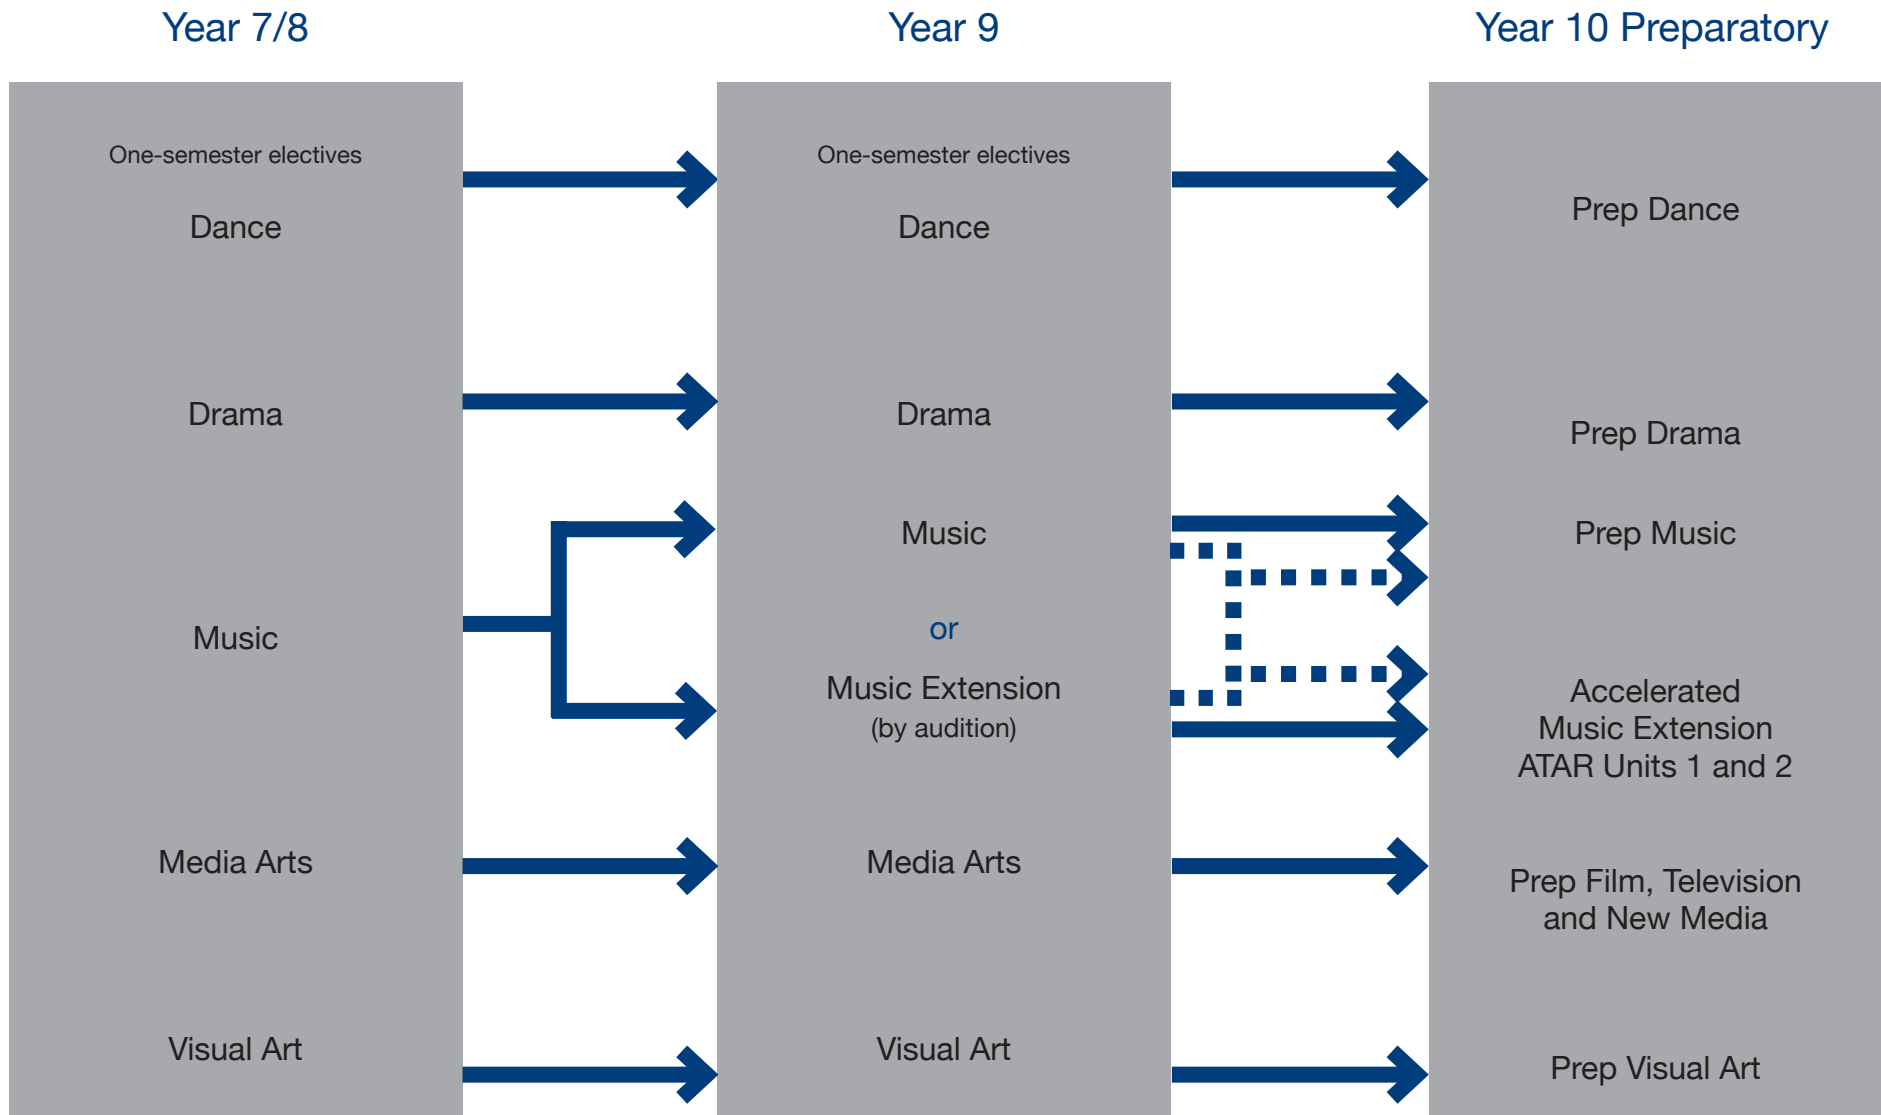 Year 7/8
Year 9
Year 10 Preparatory
One-semester electives
Dance
Drama
Music
Media Arts
Visual Art
One-semester electives
Dance
Drama
Music
or
Music Extension
(by audition)
Media Arts
Visual Art
Prep Dance
Prep Drama
Prep Music
Accelerated
Music Extension
ATAR Units 1 and 2
Prep Film, Television
and New Media
Prep Visual Art